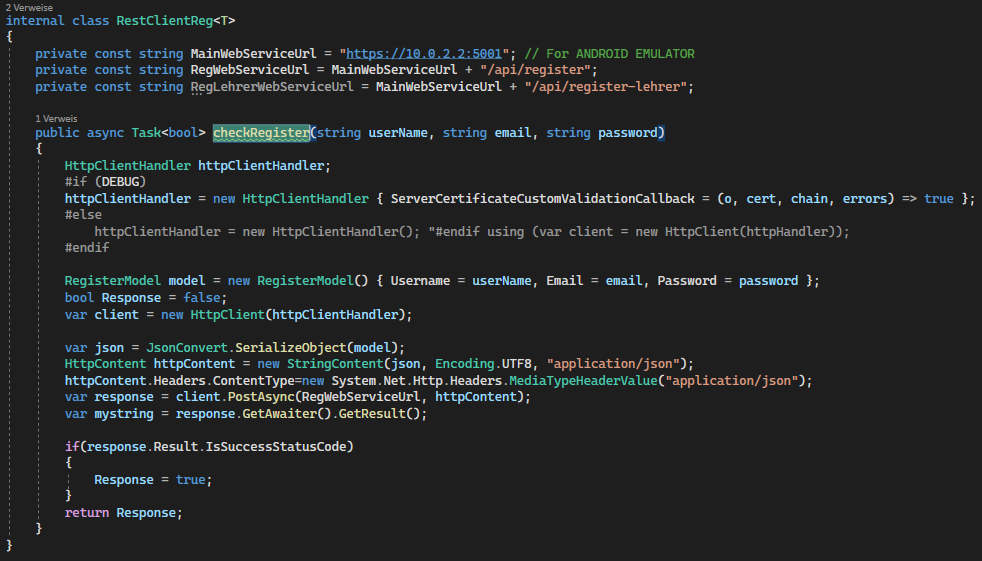 2 Verweise
internal class RestClientReg<T>
{
private const string MainWebServiceUrl = "https://10.0.2.2:5001"; // For ANDROID EMULATOR
private const string RegWebServiceUrl = MainWebServiceUrl + "/api/register";
private const string RegLehrerWebServiceUrl = MainWebServiceUrl + "/api/register-lehrer";
1 Verweis
public async Task<bool> checkRegister(string userName, string email, string password)
{
HttpClientHandler httpClientHandler;
#if (DEBUG)
httpClientHandler = new HttpClientHandler { ServerCertificateCustomValidationCallback = (o, cert, chain, errors) => true };
#else
httpClientHandler = new HttpClientHandler(); "#endif using (var client = new HttpClient(httpHandler));
#endif
RegisterModel model = new RegisterModel() { Username = userName, Email = email, Password = password };
bool Response = false;
var client = new HttpClient(httpClientHandler);
var json = JsonConvert.SerializeObject(model);
HttpContent httpContent = new StringContent(json, Encoding.UTF8, "application/json");
httpContent.Headers.ContentType=new System.Net.Http.Headers.MediaTypeHeaderValue("application/json");
var response = client.PostAsync(RegWebServiceUrl, httpContent);
var mystring = response.GetAwaiter().GetResult();
if(response.Result.IsSuccessStatusCode)
{
Response = true;
}
return Response;
}
}